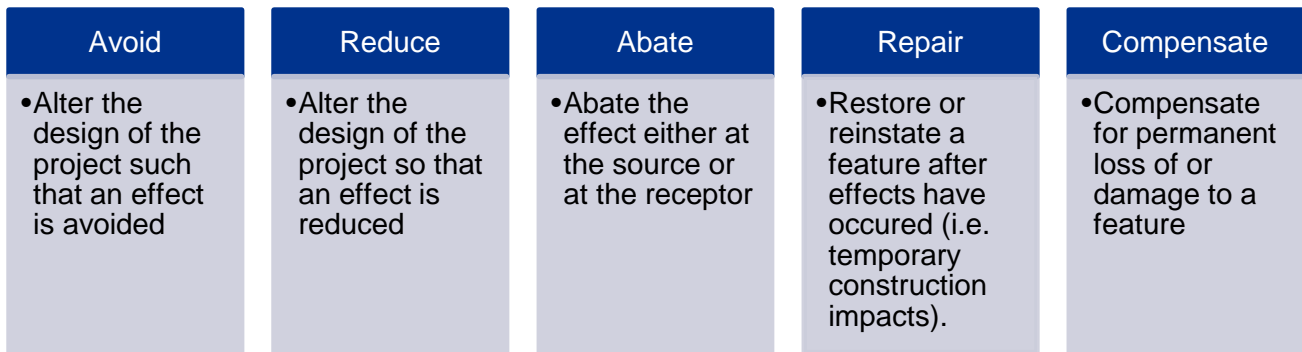 Avoid
•Alter the
design of the
project such
that an effect
is avoided
Reduce
•Alter the
design of the
project so that
an effect is
reduced
Abate
•Abate the
effect either at
the source or
at the receptor
Repair
•Restore or
reinstate a
feature after
effects have
occured (i.e.
temporary
construction
impacts).
Compensate
•Compensate
for permanent
loss of or
damage to a
feature